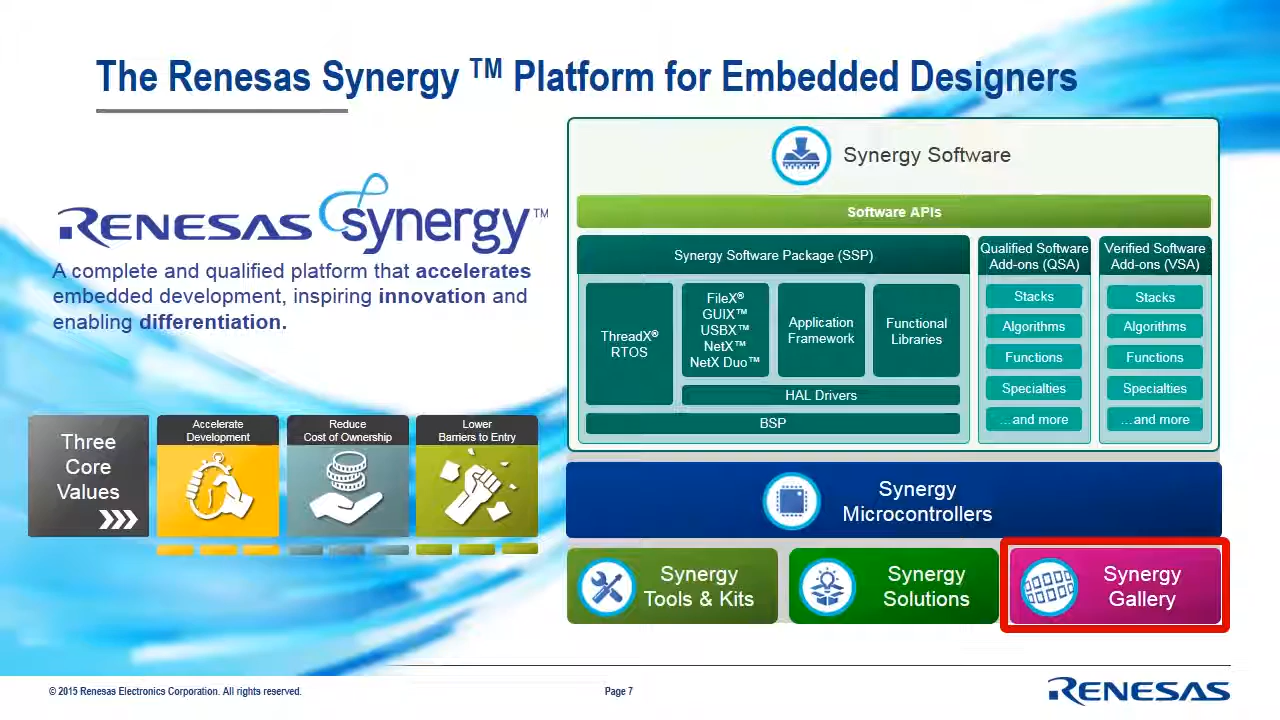 The Renesas Synergy ™ Platform for Embedded Designers
RENESAS synergy™
A complete and qualified platform that accelerates
embedded development, inspiring innovation and
enabling differentiation.
Three
Core
Values
Accelerate
Development
Reduce
Cost of Ownership
Lower
Barriers to Entry
Synergy Software
Software APIs
Synergy Software Package (SSP)
ThreadX®
RTOS
FileX®
GUIX™
USBX™
NetX™
NetX Duo™
Application
Framework
Functional
Libraries
HAL Drivers
BSP
Qualified Software
Add-ons (QSA)
Stacks
Algorithms
Functions
Specialties
...and more
Verified Software
Add-ons (VSA)
Stacks
Algorithms
Functions
Specialties
...and more
Synergy
Microcontrollers
Synergy
Tools & Kits
Synergy
Solutions
Synergy
Gallery
© 2015 Renesas Electronics Corporation. All rights reserved.
Page 7
RENESAS